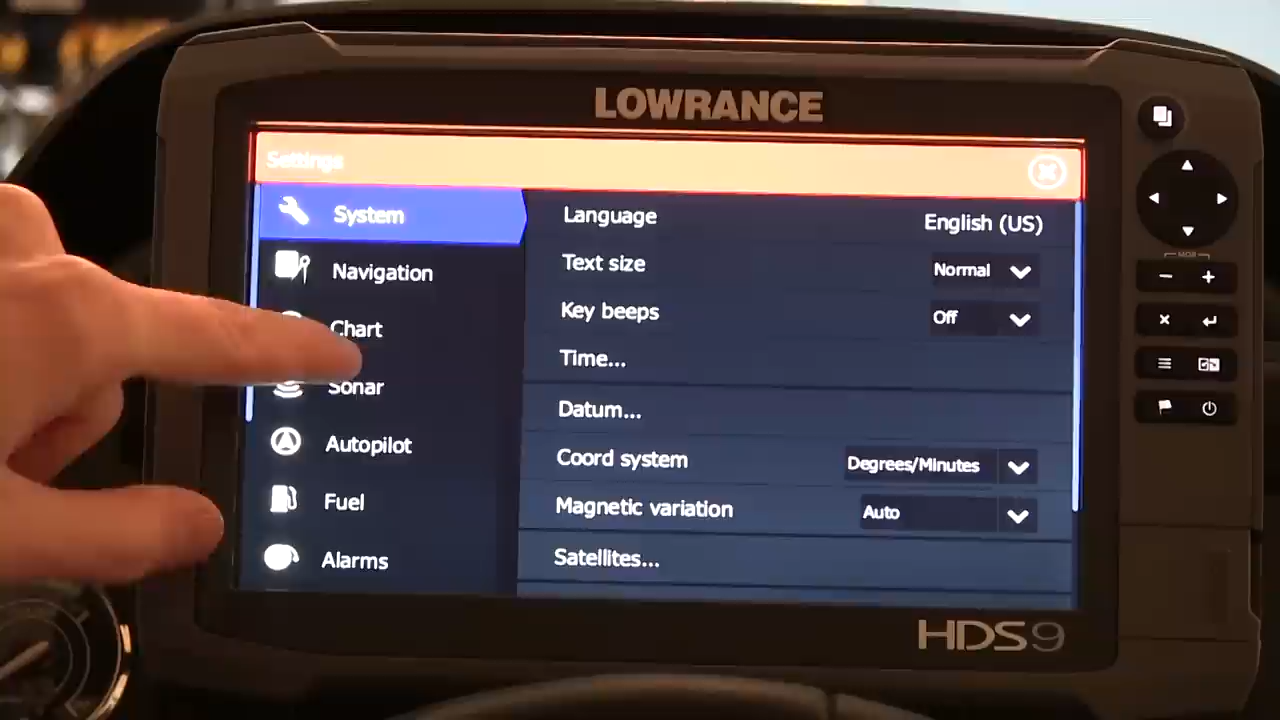 LOWRANCE
Settings
System
Navigation
Chart
Sonar
Autopilot
Fuel
Alarms
Language English (US)
Text size Normal
Key beeps Off
Time...
Datum...
Coord system Degrees/Minutes
Magnetic variation Auto
Satellites...
MOB
HDS9